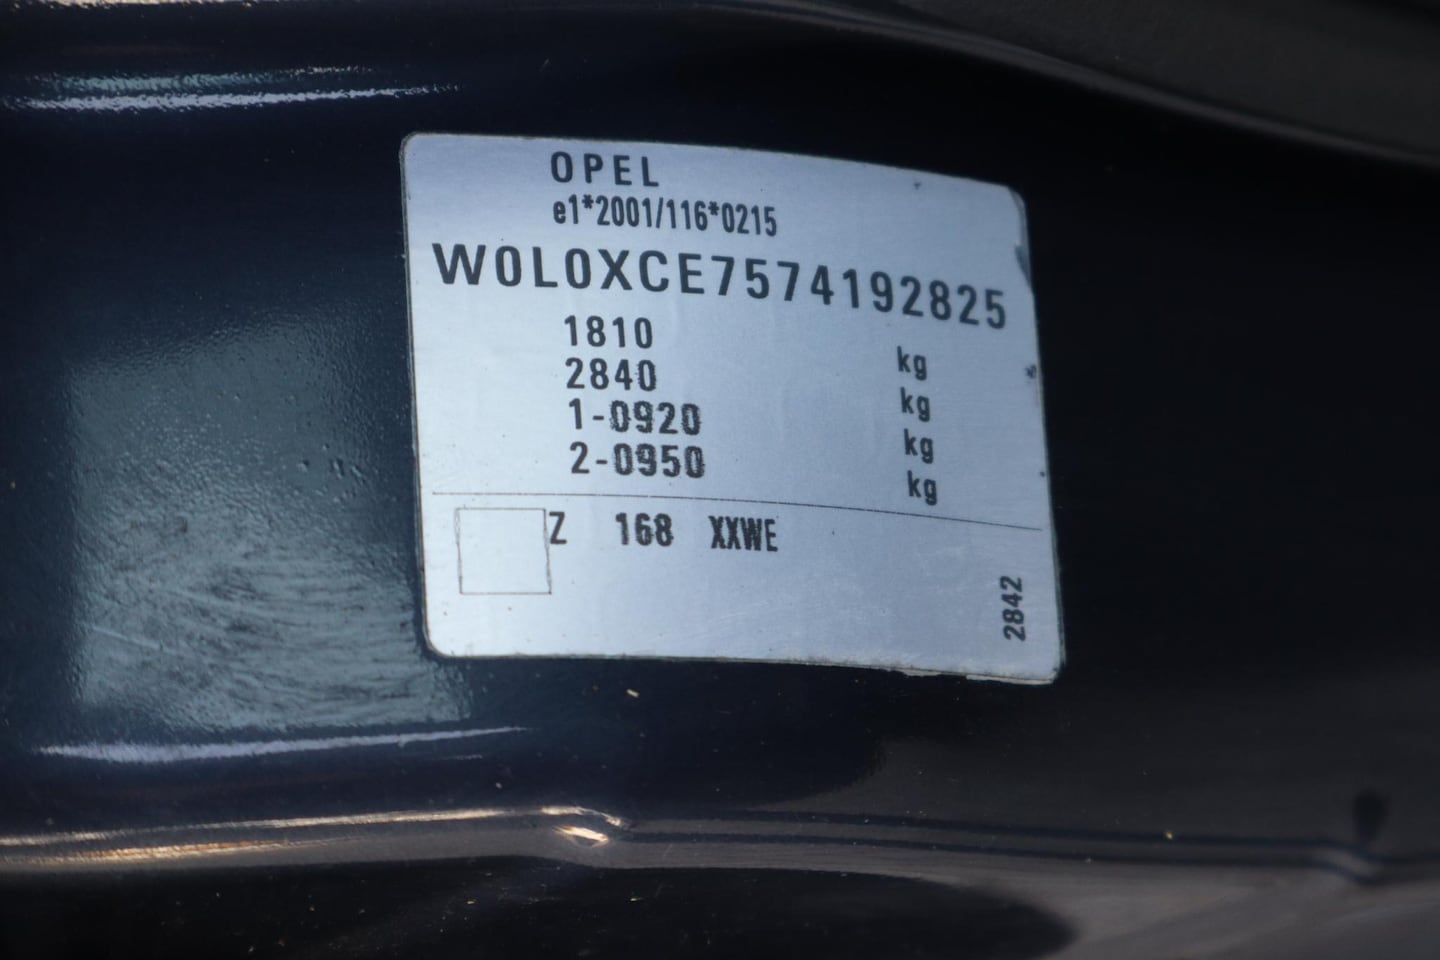 OPEL
e1*2001/116*0215
W0L0XCE7574192825
1810 kg
2840 kg
1-0920 kg
2-0950 kg
Z 168 XXWE
2842